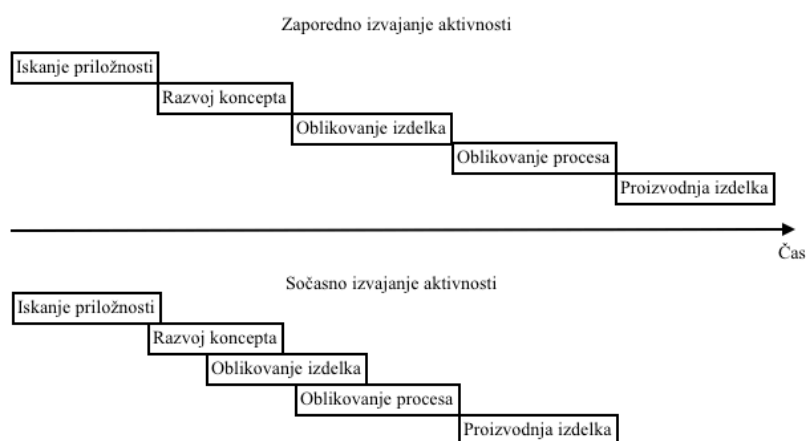 Zaporedno izvajanje aktivnosti
Iskanje priložnosti
Razvoj koncepta
Oblikovanje izdelka
Oblikovanje procesa
Proizvodnja izdelka
Čas
Sočasno izvajanje aktivnosti
Iskanje priložnosti
Razvoj koncepta
Oblikovanje izdelka
Oblikovanje procesa
Proizvodnja izdelka